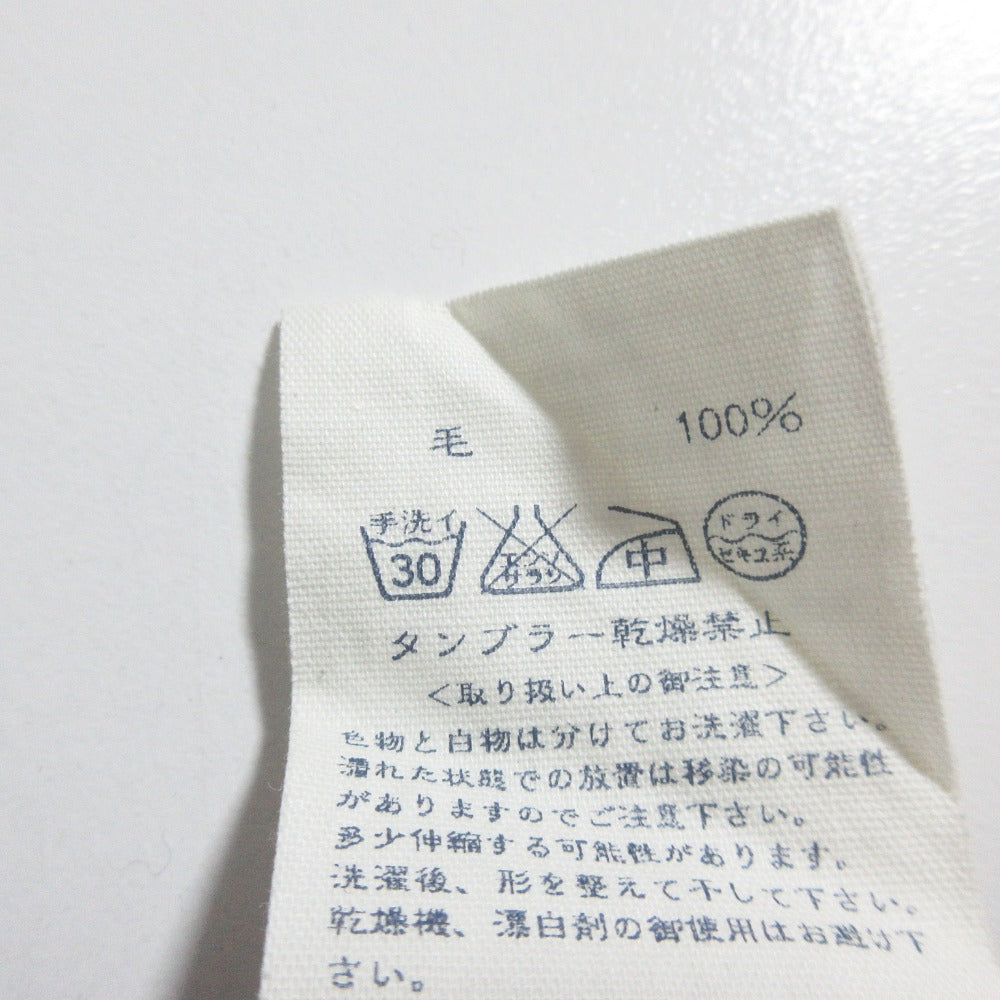 毛 100%
手洗イ 30 エンソサラシ 中 ドライ セキユ系
タンブラー乾燥禁止
<取り扱い上の御注意>
色物と白物は分けてお洗濯下さい。
濡れた状態での放置は移染の可能性
がありますのでご注意下さい。
多少伸縮する可能性があります。
洗濯後、形を整えて干して下さい。
乾燥機、漂白剤の御使用はお避け下
さい。